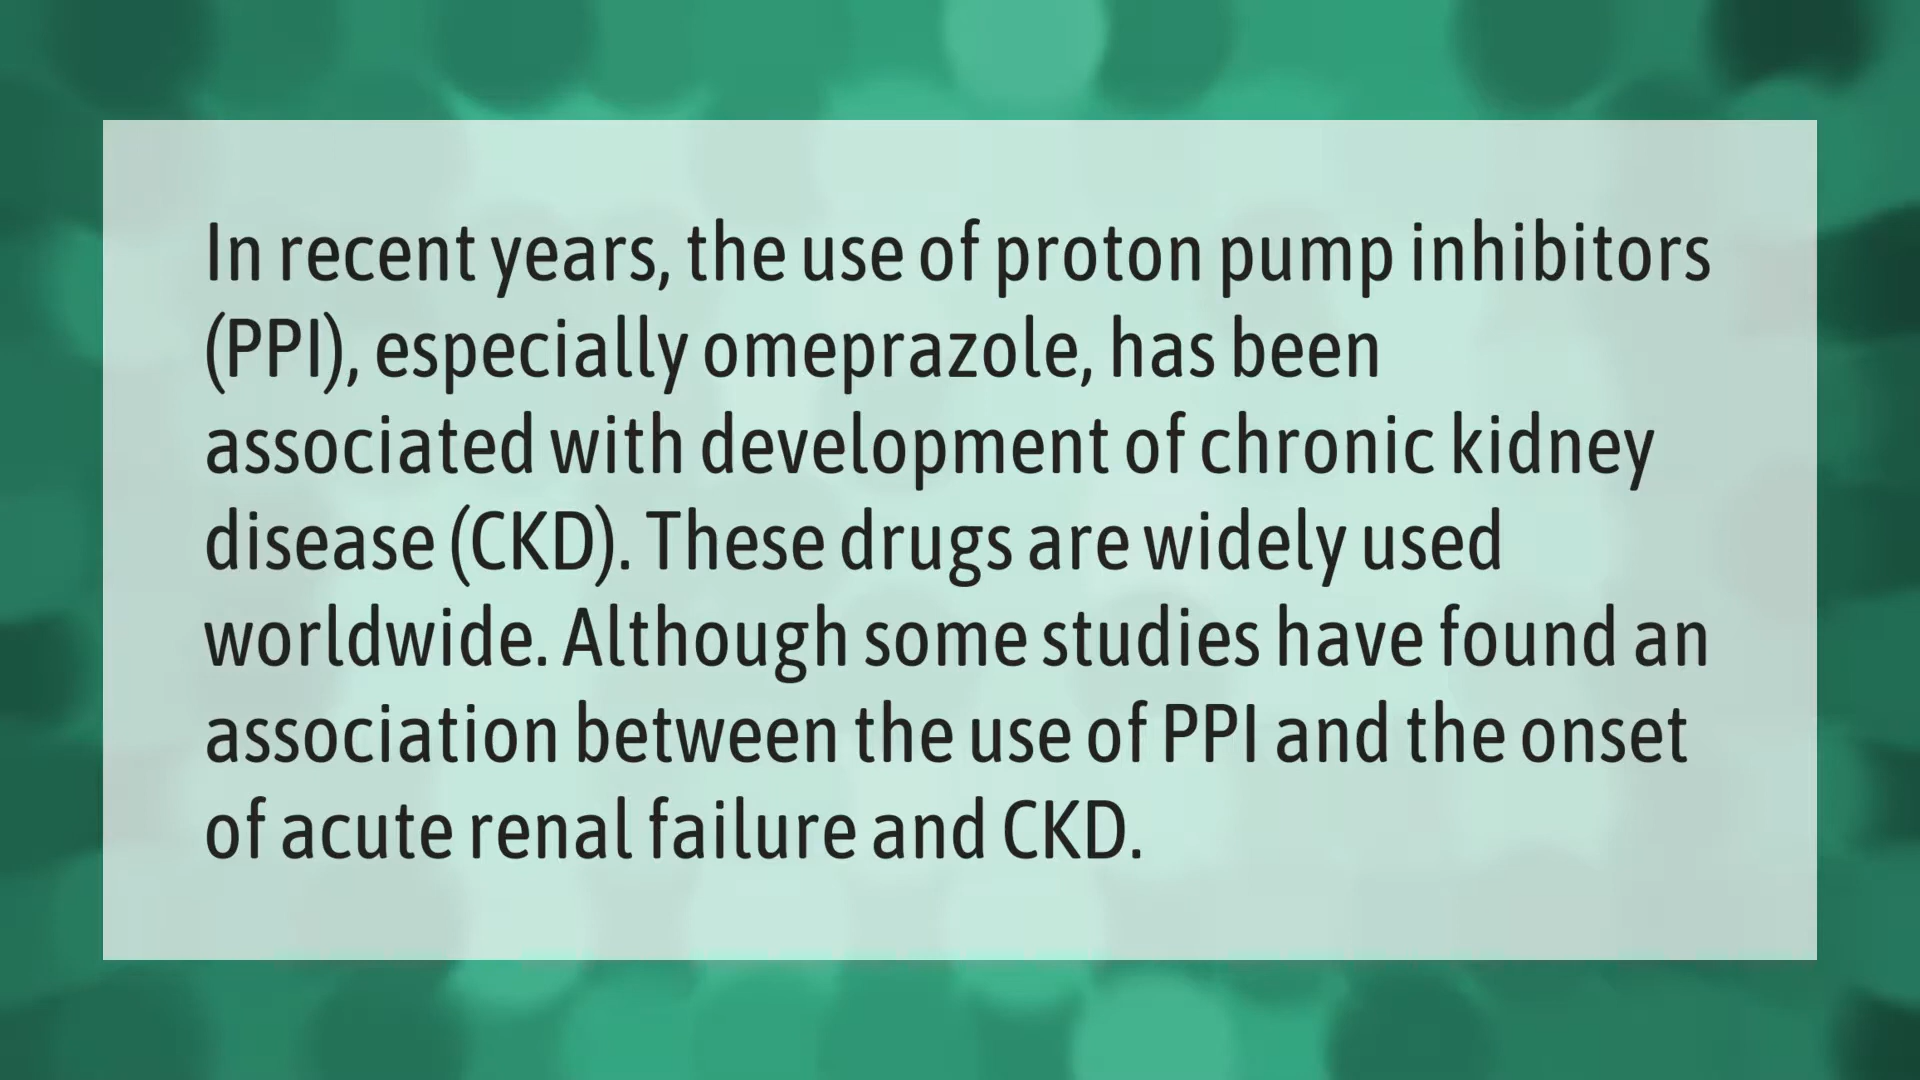 In recent years, the use of proton pump inhibitors
(PPI), especially omeprazole, has been
associated with development of chronic kidney
disease (CKD). These drugs are widely used
worldwide. Although some studies have found an
association between the use of PPI and the onset
of acute renal failure and CKD.